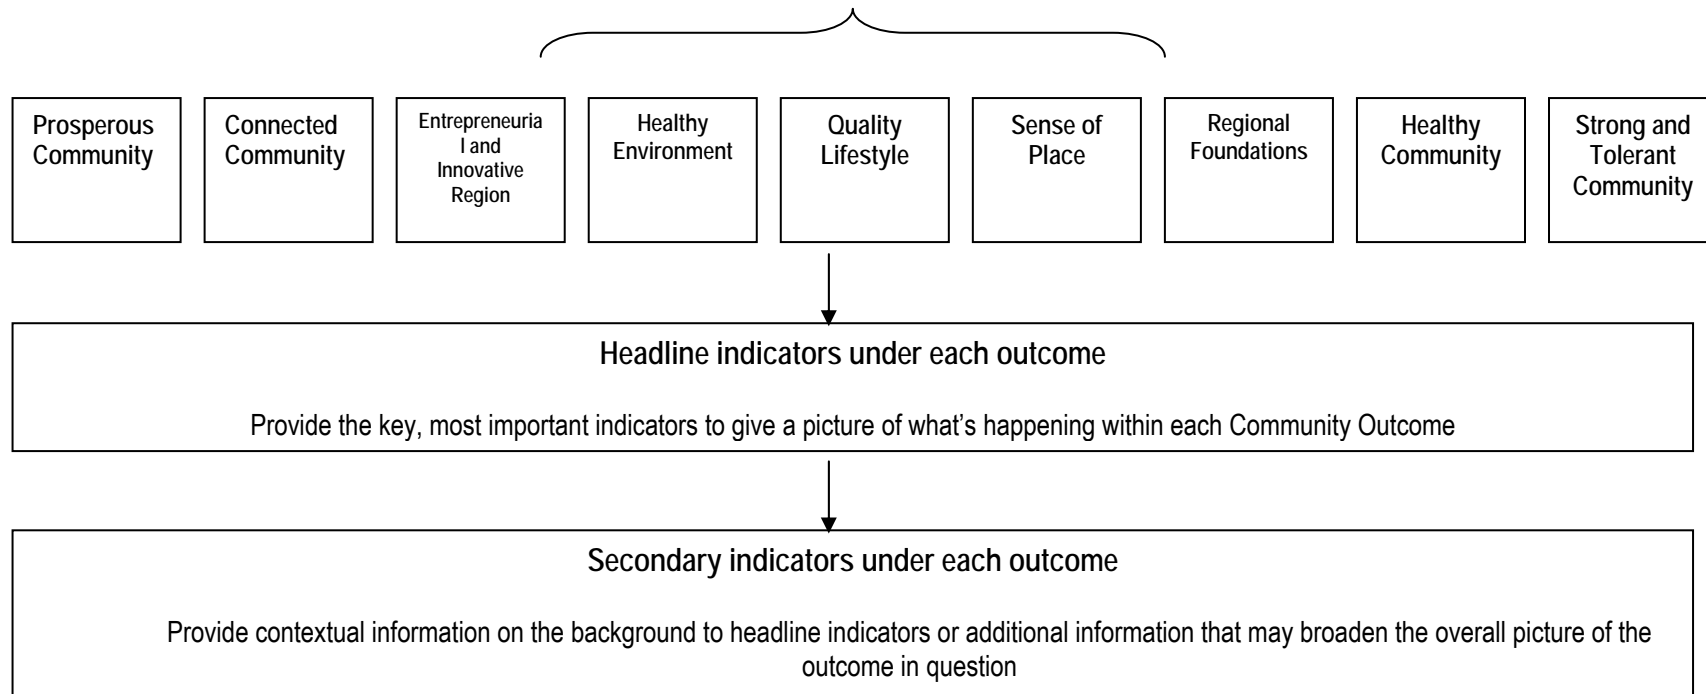 Prosperous
Community
Connected
Community
Entrepreneuria
l and
Innovative
Region
Healthy
Environment
Quality
Lifestyle
Sense of
Place
Regional
Foundations
Healthy
Community
Strong and
Tolerant
Community
Headline indicators under each outcome
Provide the key, most important indicators to give a picture of what's happening within each Community Outcome
Secondary indicators under each outcome
Provide contextual information on the background to headline indicators or additional information that may broaden the overall picture of the
outcome in question